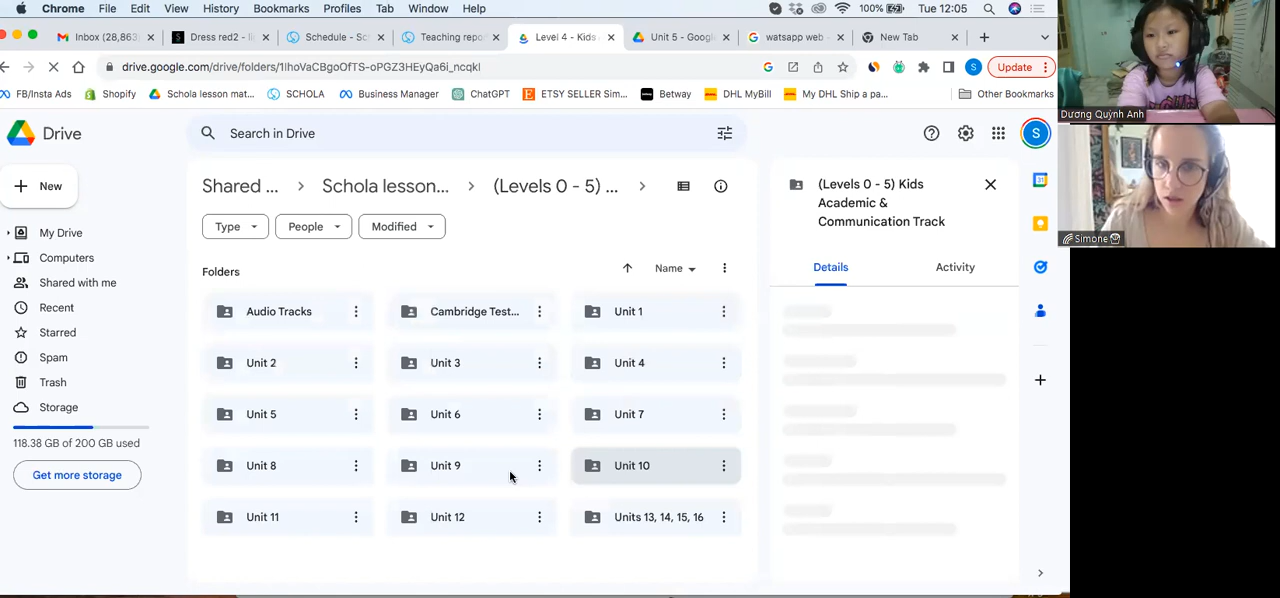 Chrome File Edit View History Bookmarks Profiles Tab Window Help 100% Tue 12:05
Inbox (28,863 Dress red2 - li Schedule - Sc Teaching repo Level 4 - Kids Unit 5 - Goog watsapp web - New Tab
drive.google.com/drive/folders/1lhoVaCBgoOfTS-oPGZ3HEyQa6i_ncqkl S Update
FB/Insta Ads Shopify Schola lesson mat... SCHOLA Business Manager ChatGPT ETSY SELLER Sim... Betway DHL MyBill My DHL Ship a pa... Other Bookmarks
Drive Search in Drive S
New
My Drive
Computers
Shared with me
Recent
Starred
Spam
Trash
Storage
118.38 GB of 200 GB used
Get more storage
Shared ... > Schola lesson... > (Levels 0 - 5) ... >
Type People Modified
Folders Name
Audio Tracks Cambridge Test... Unit 1
Unit 2 Unit 3 Unit 4
Unit 5 Unit 6 Unit 7
Unit 8 Unit 9 Unit 10
Unit 11 Unit 12 Units 13, 14, 15, 16
(Levels 0 - 5) Kids
Academic &
Communication Track
Details Activity
Dương Quỳnh Anh
Simone